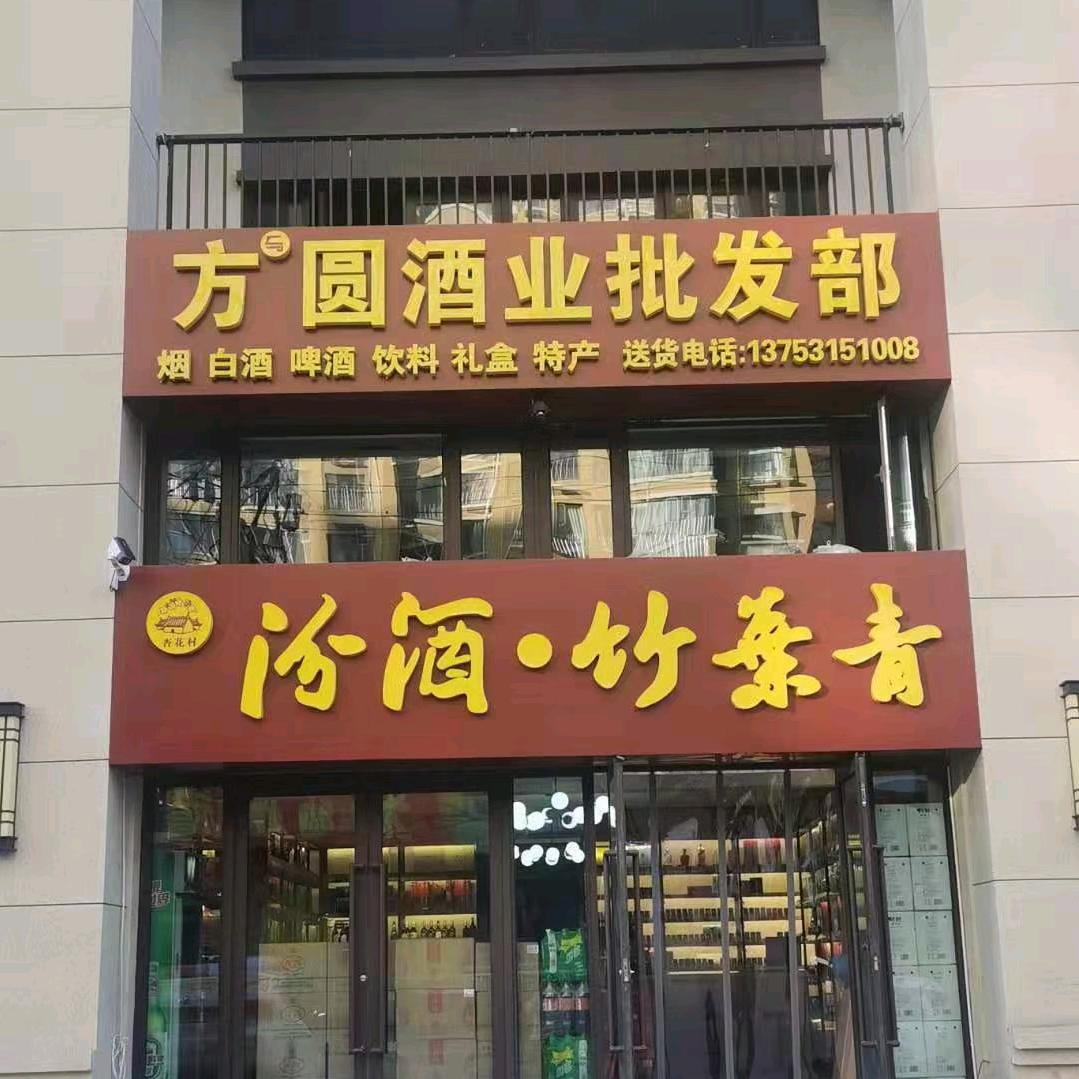 方与圆酒业批发部
烟 白酒 啤酒 饮料 礼盒 特产 送货电话:13753151008
杏花村
汾酒·竹葉青